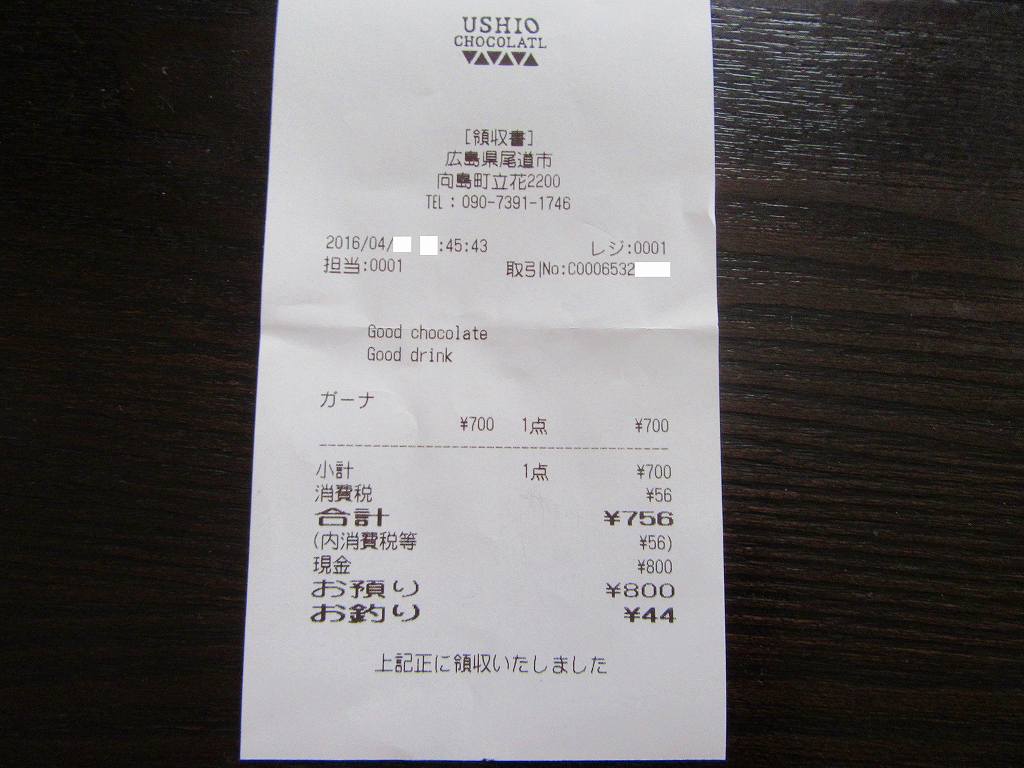 USHIO
CHOCOLATL
[領収書]
広島県尾道市
向島町立花2200
TEL：090-7391-1746
2016/04/ :45:43 レジ:0001
担当:0001 取引No:C0006532
Good chocolate
Good drink
ガーナ
¥700 1点 ¥700
小計 1点 ¥700
消費税 ¥56
合計 ¥756
(内消費税等 ¥56)
現金 ¥800
お預り ¥800
お釣り ¥44
上記正に領収いたしました